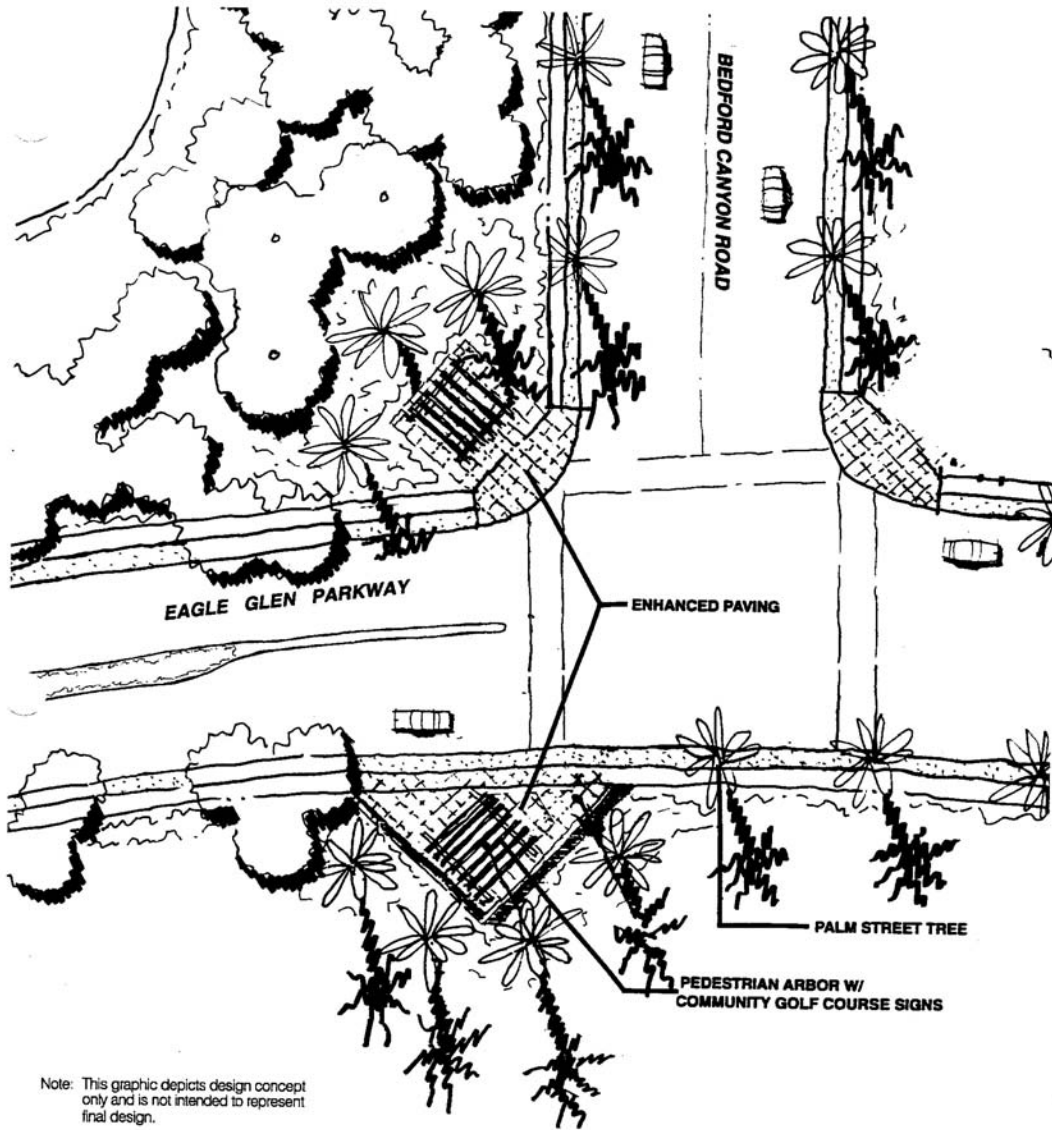 BEDFORD CANYON ROAD
EAGLE GLEN PARKWAY
ENHANCED PAVING
PALM STREET TREE
PEDESTRIAN ARBOR W/
COMMUNITY GOLF COURSE SIGNS
Note: This graphic depicts design concept
only and is not intended to represent
final design.